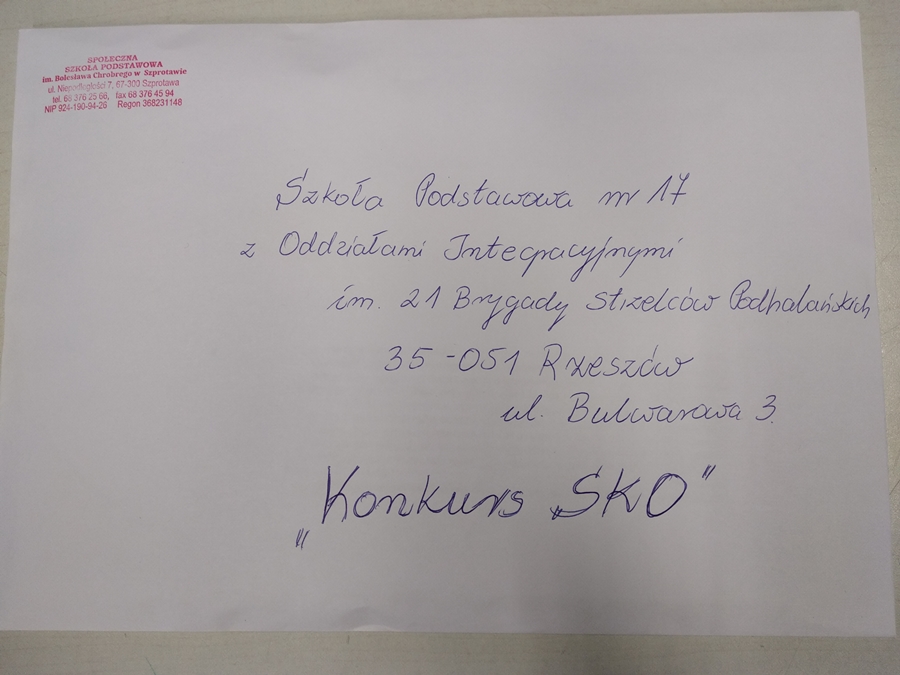 SPOŁECZNA
SZKOŁA PODSTAWOWA
im. Bolesława Chrobrego w Szprotawie
ul. Niepodległości 7, 67-300 Szprotawa
tel. 68 376 25 66, fax 68 376 45 94
NIP 924-190-94-26 Regon 368231148
Szkoła Podstawowa nr 17
z Oddziałami Integracyjnymi
im. 21 Brygady Strzelców Podhalańskich
35-051 Rzeszów
ul. Bulwarowa 3.
„Konkurs „SKO”